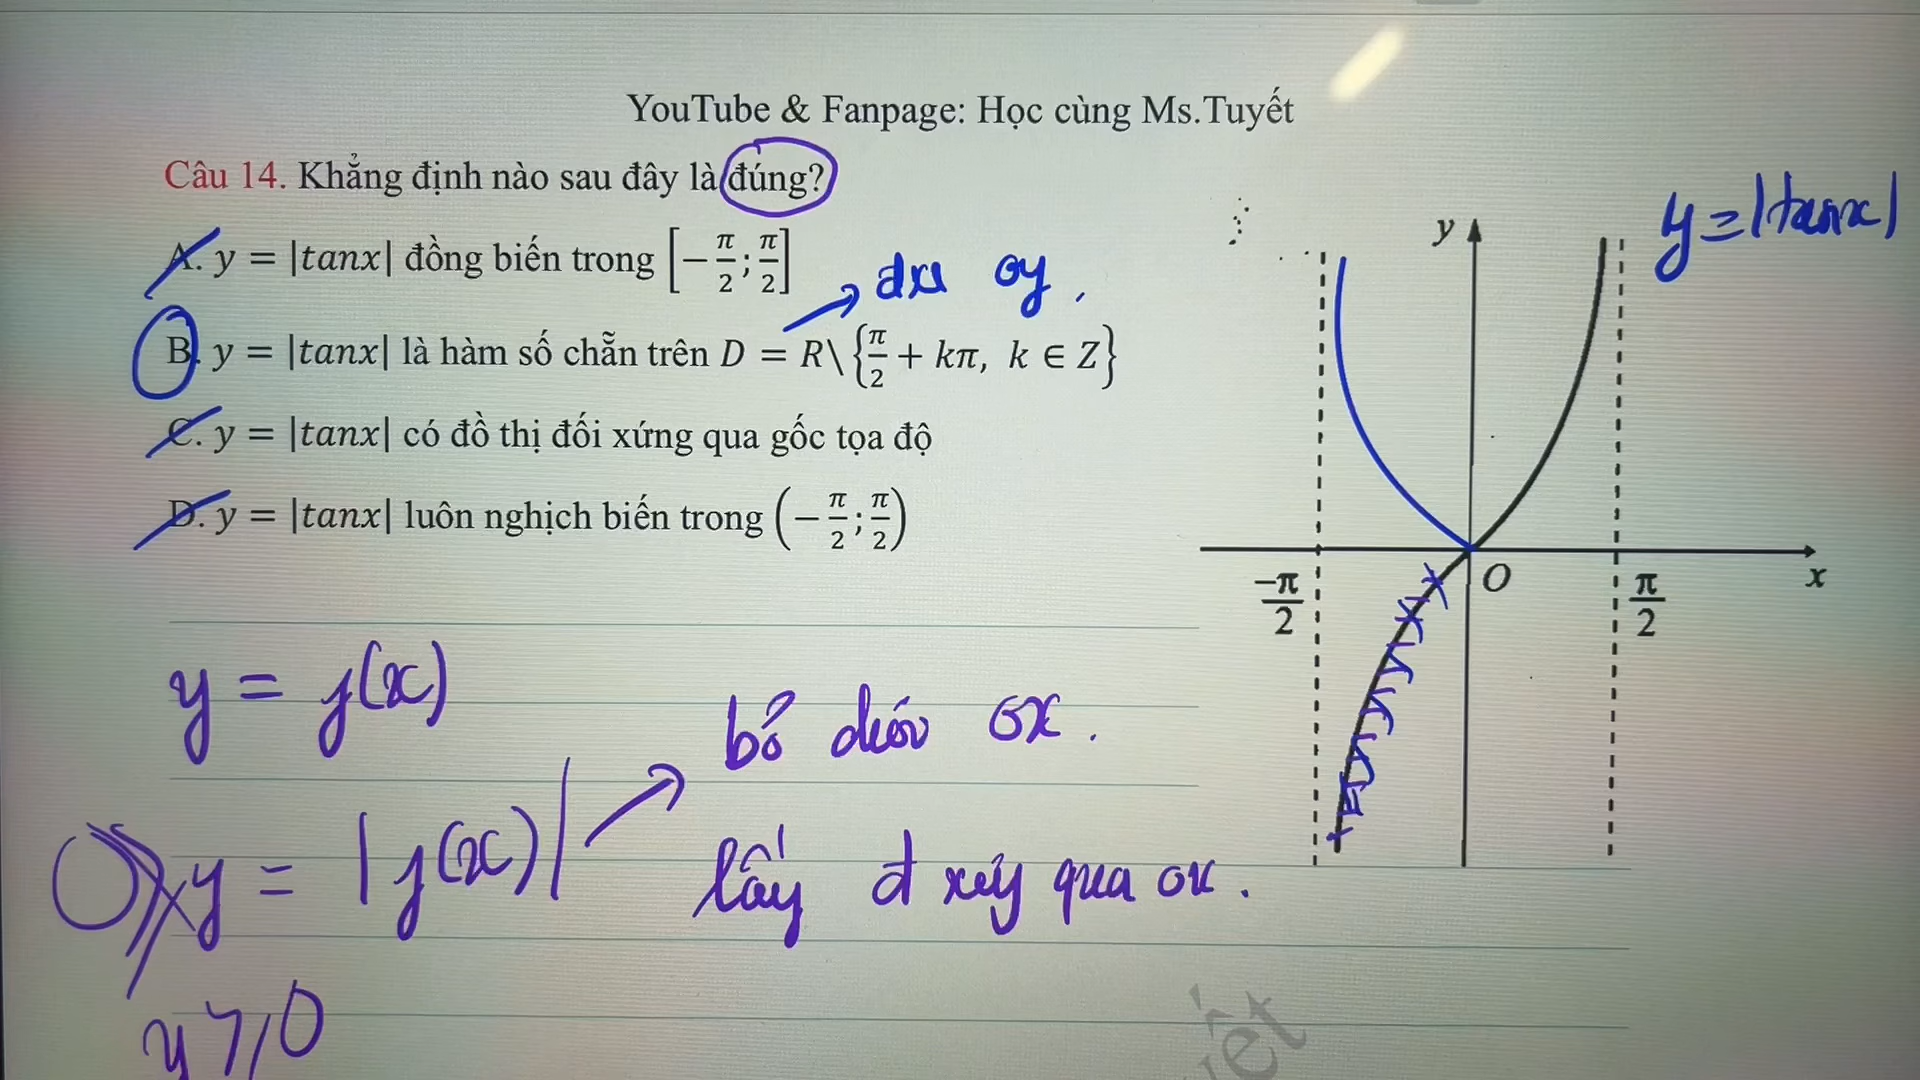 YouTube & Fanpage: Học cùng Ms.Tuyết
Câu 14. Khẳng định nào sau đây là đúng?
A. y = |tanx| đồng biến trong [−π/2; π/2]
đxứ oy.
B. y = |tanx| là hàm số chẵn trên D = R\{π/2 + kπ, k ∈ Z}
C. y = |tanx| có đồ thị đối xứng qua gốc tọa độ
D. y = |tanx| luôn nghịch biến trong (−π/2; π/2)
y = |tanx|
y
−π/2
O
π/2
x
y = f(x)
bỏ dưới ox.
y = |f(x)|
lấy đ xứg qua ox.
y ≥ 0
yết